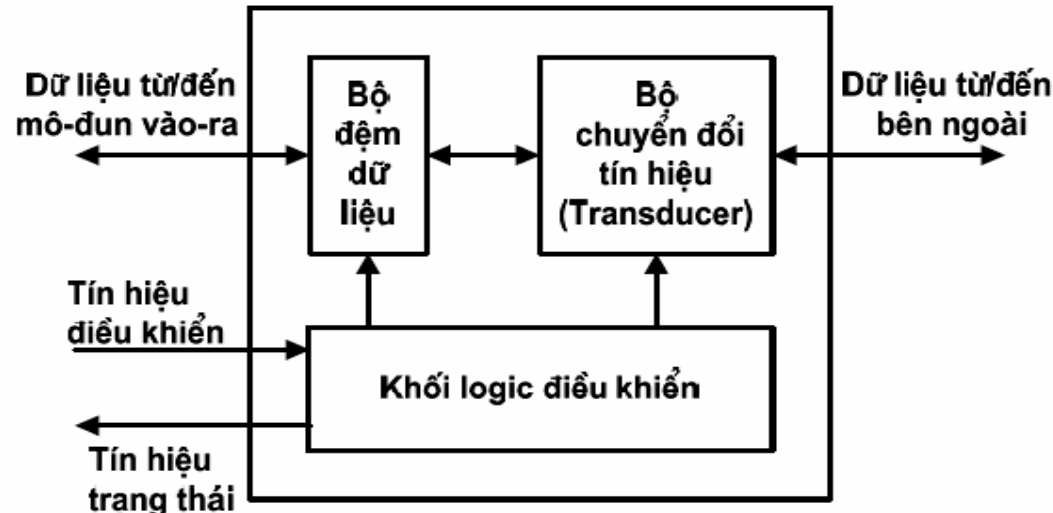 Dữ liệu từ/đến
mô-đun vào-ra
Bộ
đệm
dữ
liệu
Bộ
chuyển đổi
tín hiệu
(Transducer)
Dữ liệu từ/đến
bên ngoài
Tín hiệu
điều khiển
Khối logic điều khiển
Tín hiệu
trạng thái